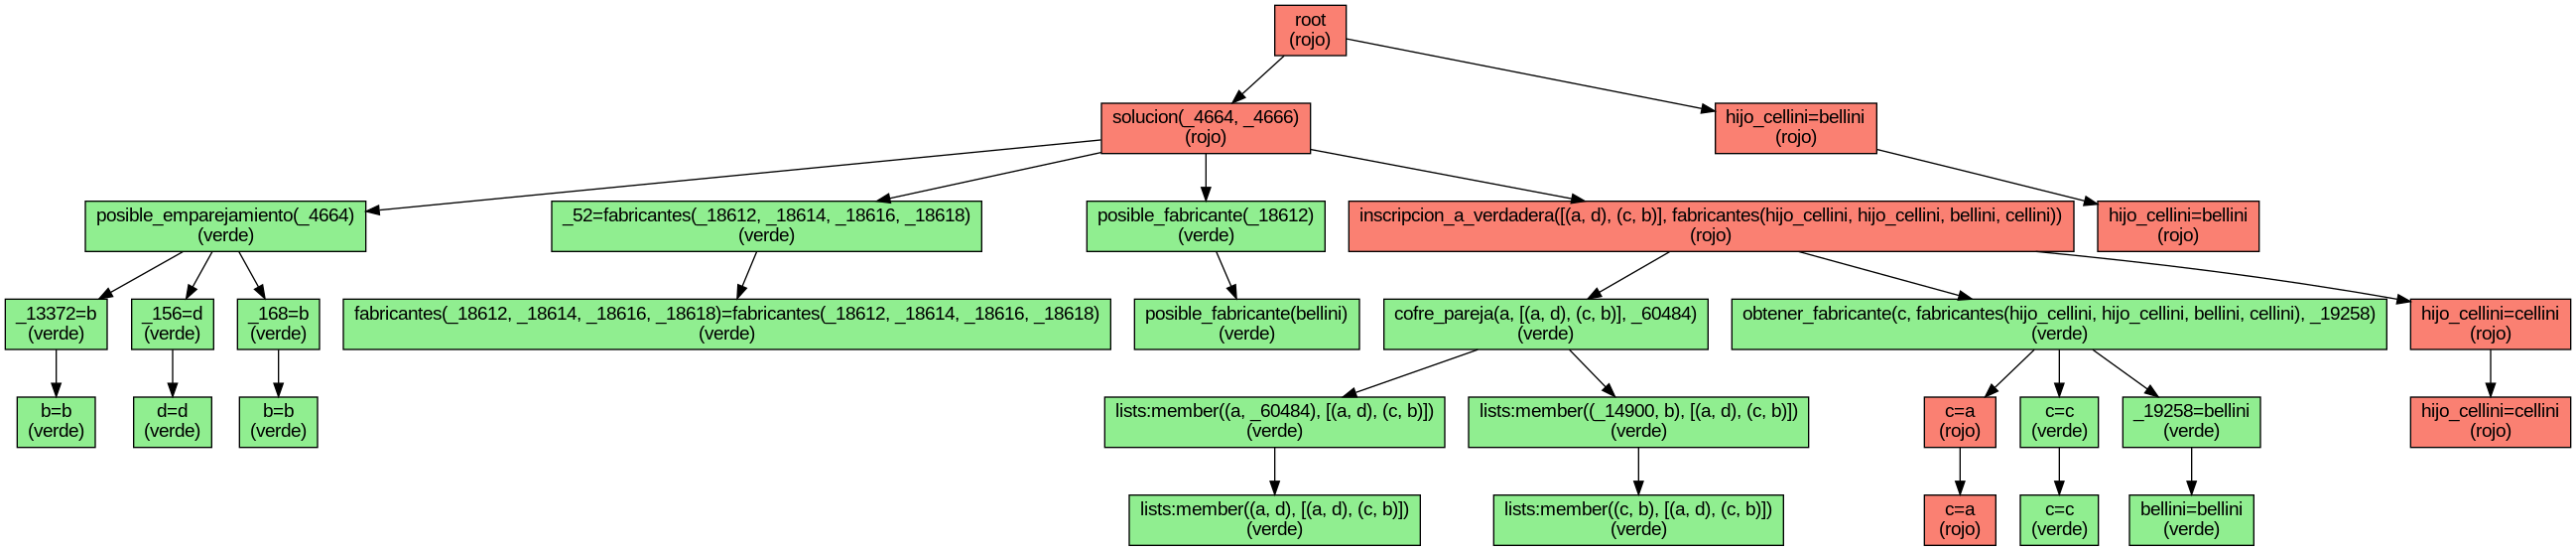 root
(rojo)
solucion(_4664, _4666)
(rojo)
hijo_cellini=bellini
(rojo)
posible_emparejamiento(_4664)
(verde)
_52=fabricantes(_18612, _18614, _18616, _18618)
(verde)
posible_fabricante(_18612)
(verde)
inscripcion_a_verdadera([(a, d), (c, b)], fabricantes(hijo_cellini, hijo_cellini, bellini, cellini))
(rojo)
hijo_cellini=bellini
(rojo)
_13372=b
(verde)
_156=d
(verde)
_168=b
(verde)
fabricantes(_18612, _18614, _18616, _18618)=fabricantes(_18612, _18614, _18616, _18618)
(verde)
posible_fabricante(bellini)
(verde)
cofre_pareja(a, [(a, d), (c, b)], _60484)
(verde)
obtener_fabricante(c, fabricantes(hijo_cellini, hijo_cellini, bellini, cellini), _19258)
(verde)
hijo_cellini=cellini
(rojo)
b=b
(verde)
d=d
(verde)
b=b
(verde)
lists:member((a, _60484), [(a, d), (c, b)])
(verde)
lists:member((_14900, b), [(a, d), (c, b)])
(verde)
c=a
(rojo)
c=c
(verde)
_19258=bellini
(verde)
hijo_cellini=cellini
(rojo)
lists:member((a, d), [(a, d), (c, b)])
(verde)
lists:member((c, b), [(a, d), (c, b)])
(verde)
c=a
(rojo)
c=c
(verde)
bellini=bellini
(verde)